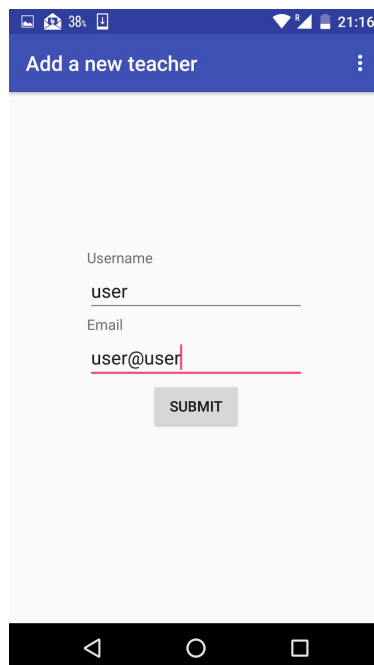 38% 21:16
Add a new teacher
Username
user
Email
user@user
SUBMIT